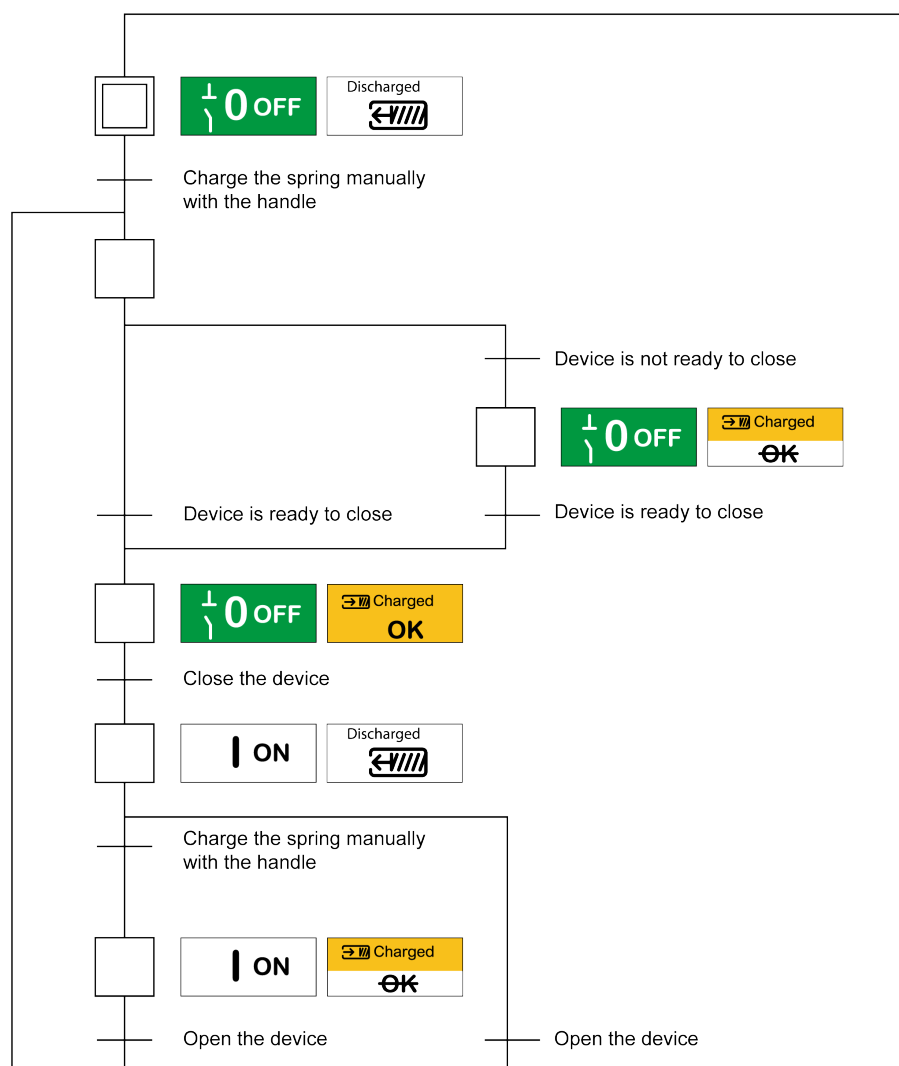 0 OFF
Discharged
Charge the spring manually
with the handle
Device is not ready to close
0 OFF
Charged
OK
Device is ready to close
Device is ready to close
0 OFF
Charged
OK
Close the device
I ON
Discharged
Charge the spring manually
with the handle
I ON
Charged
OK
Open the device
Open the device